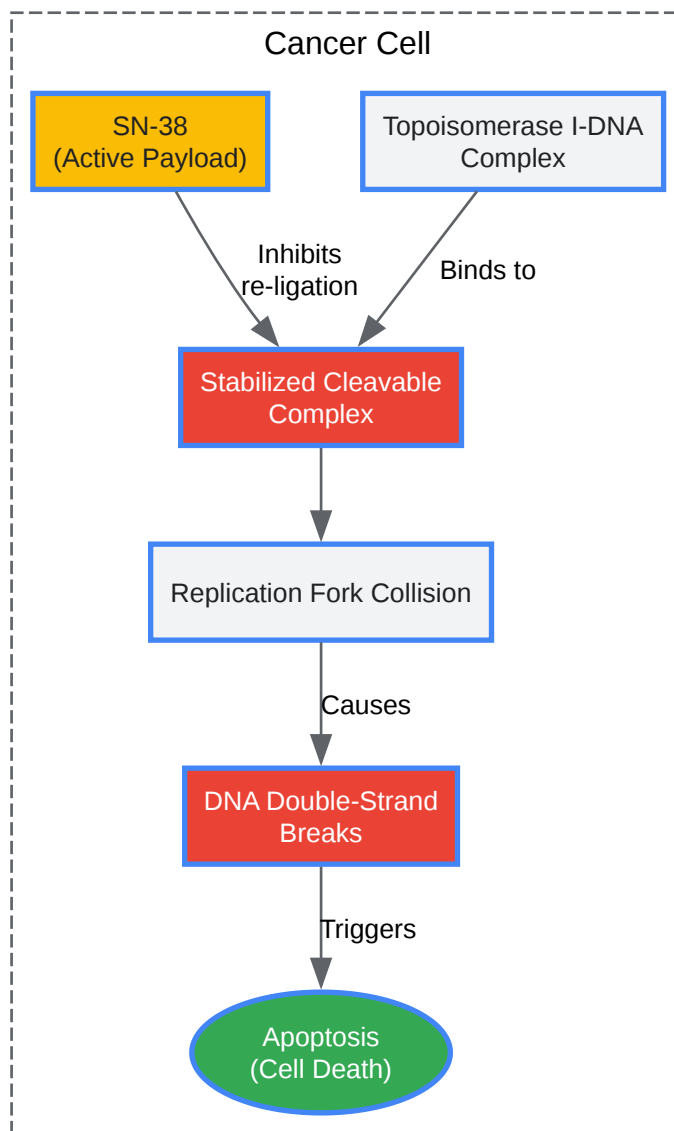 Cancer Cell
SN-38
(Active Payload)
Topoisomerase I-DNA
Complex
Inhibits
re-ligation
Binds to
Stabilized Cleavable
Complex
Replication Fork Collision
Causes
DNA Double-Strand
Breaks
Triggers
Apoptosis
(Cell Death)